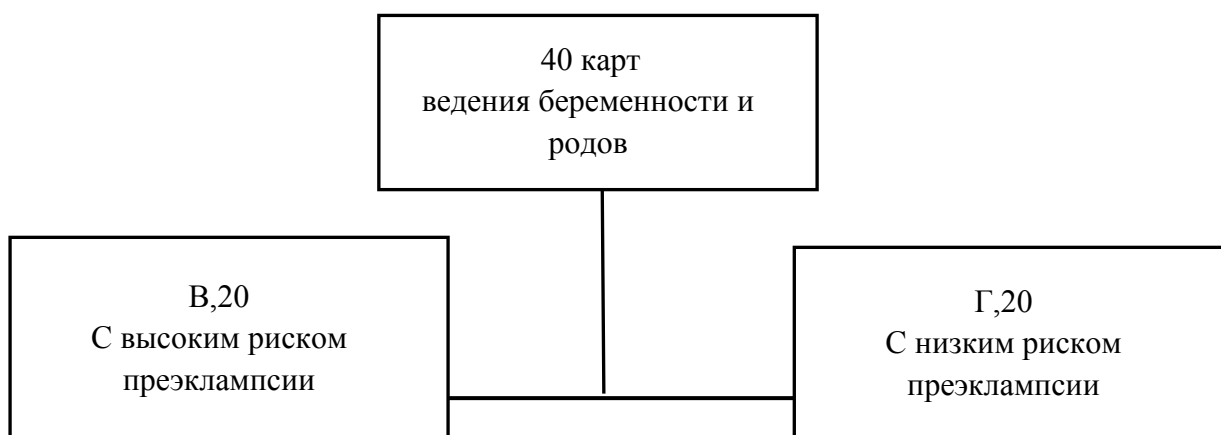 40 карт
ведения беременности и
родов
В,20
С высоким риском
преэклампсии
Г,20
С низким риском
преэклампсии